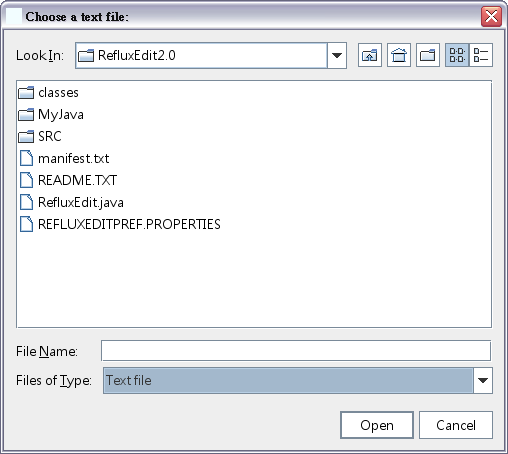 Choose a text file:
Look In: RefluxEdit2.0
classes
MyJava
SRC
manifest.txt
README.TXT
RefluxEdit.java
REFLUXEDITPREF.PROPERTIES
File Name:
Files of Type: Text file
Open Cancel